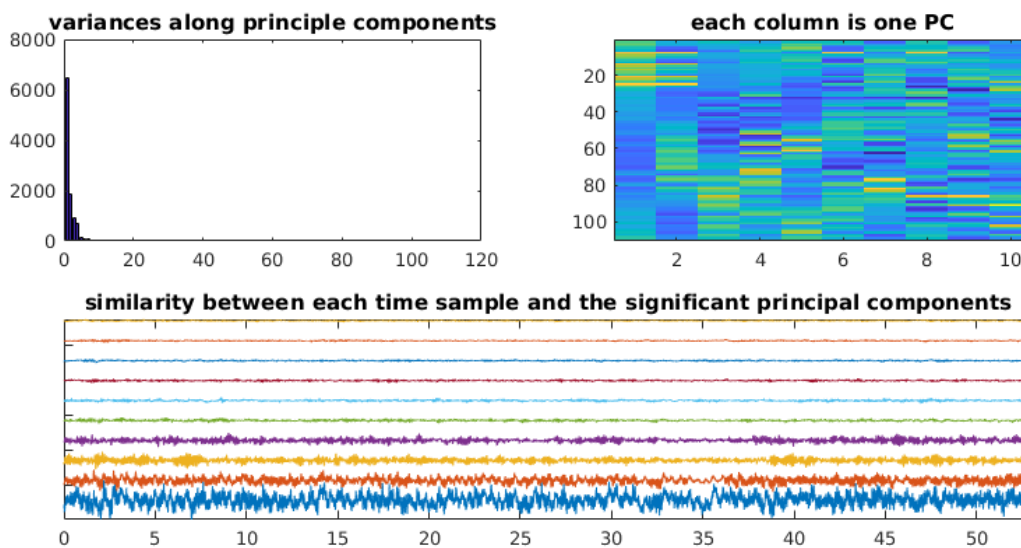 variances along principle components
8000
6000
4000
2000
0
0 20 40 60 80 100 120
each column is one PC
20
40
60
80
100
2 4 6 8 10
similarity between each time sample and the significant principal components
0 5 10 15 20 25 30 35 40 45 50